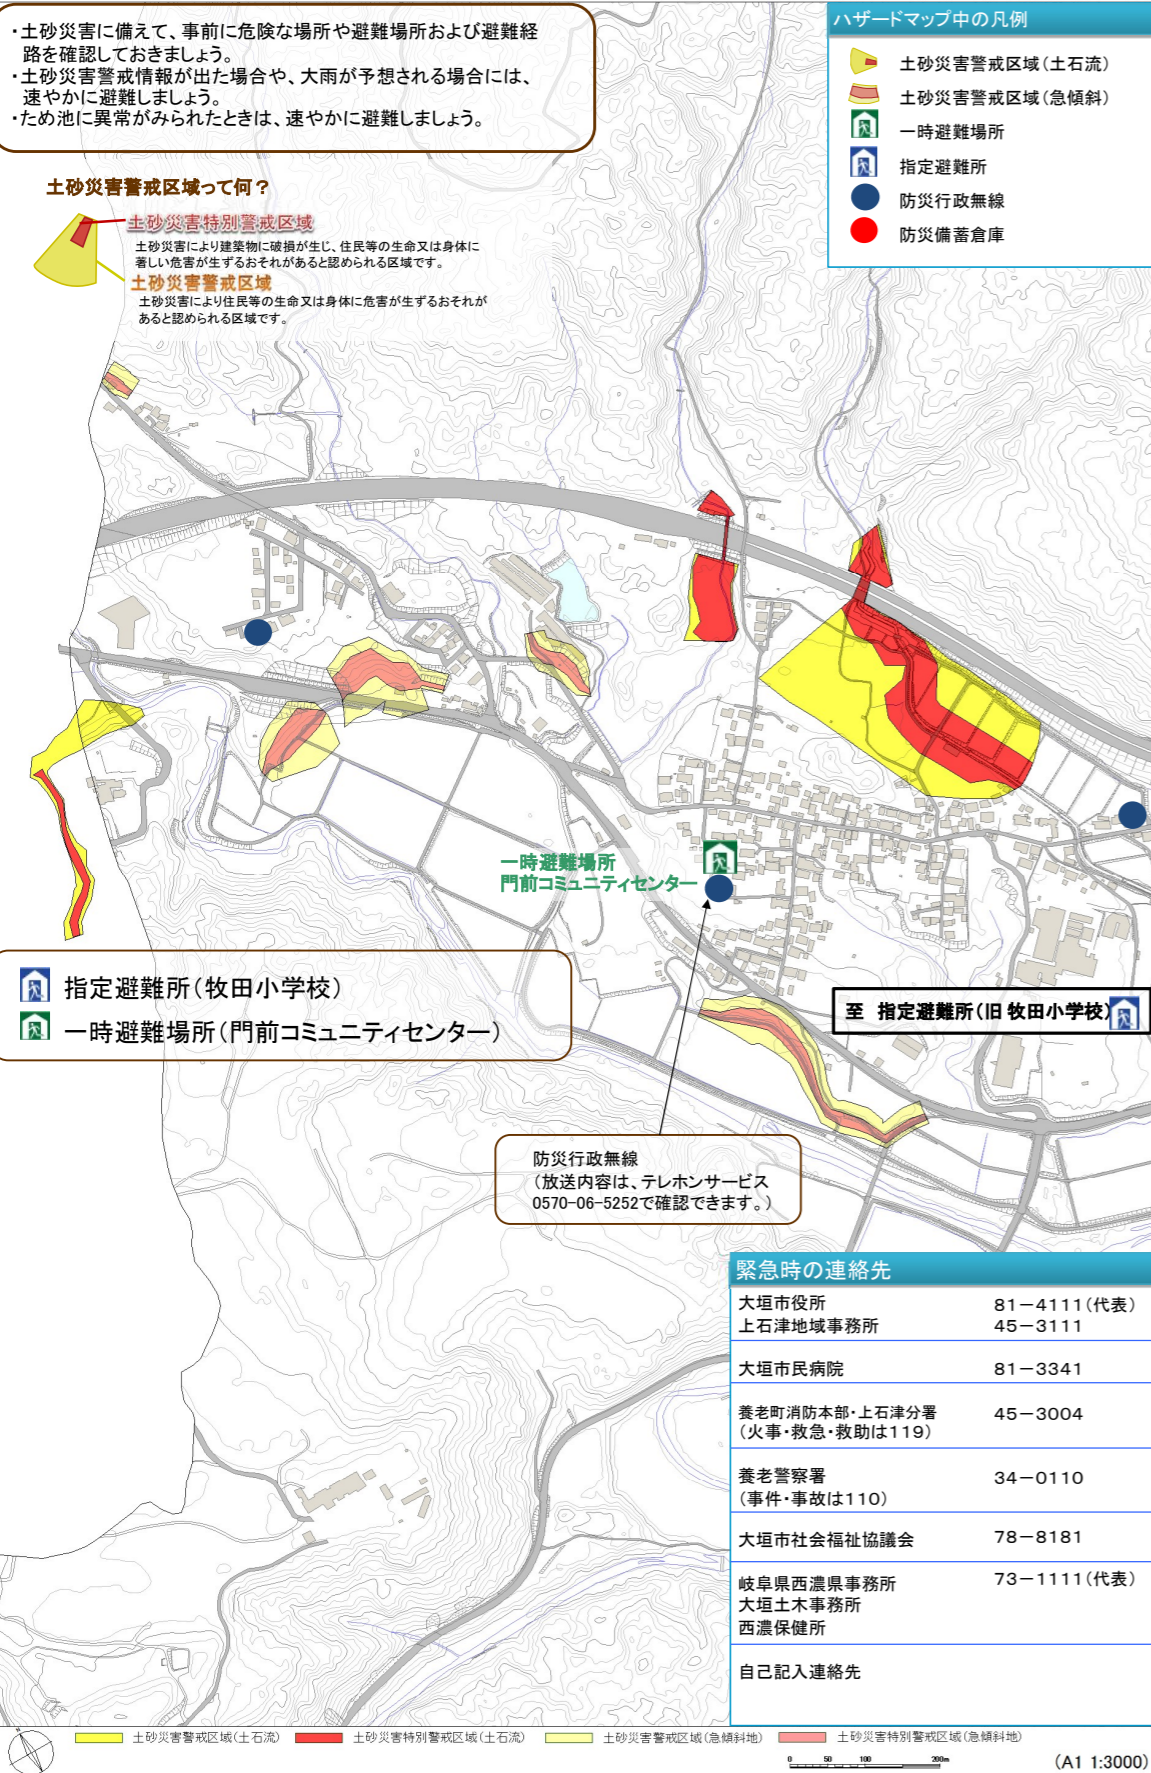 ・土砂災害に備えて、事前に危険な場所や避難場所および避難経
路を確認しておきましょう。
・土砂災害警戒情報が出た場合や、大雨が予想される場合には、
速やかに避難しましょう。
・ため池に異常がみられたときは、速やかに避難しましょう。
ハザードマップ中の凡例
土砂災害警戒区域(土石流)
土砂災害警戒区域(急傾斜)
一時避難場所
指定避難所
防災行政無線
防災備蓄倉庫
土砂災害警戒区域って何？
土砂災害特別警戒区域
土砂災害により建築物に破損が生じ、住民等の生命又は身体に
著しい危害が生ずるおそれがあると認められる区域です。
土砂災害警戒区域
土砂災害により住民等の生命又は身体に危害が生ずるおそれが
あると認められる区域です。
一時避難場所
門前コミュニティセンター
指定避難所(牧田小学校)
一時避難場所(門前コミュニティセンター)
至 指定避難所(旧 牧田小学校)
防災行政無線
(放送内容は、テレホンサービス
0570-06-5252で確認できます。)
緊急時の連絡先
大垣市役所 81-4111(代表)
上石津地域事務所 45-3111
大垣市民病院 81-3341
養老町消防本部・上石津分署 45-3004
(火事・救急・救助は119)
養老警察署 34-0110
(事件・事故は110)
大垣市社会福祉協議会 78-8181
岐阜県西濃県事務所 73-1111(代表)
大垣土木事務所
西濃保健所
自己記入連絡先
土砂災害警戒区域(土石流) 土砂災害特別警戒区域(土石流) 土砂災害警戒区域(急傾斜地) 土砂災害特別警戒区域(急傾斜地)
0 50 100 200m
(A1 1:3000)